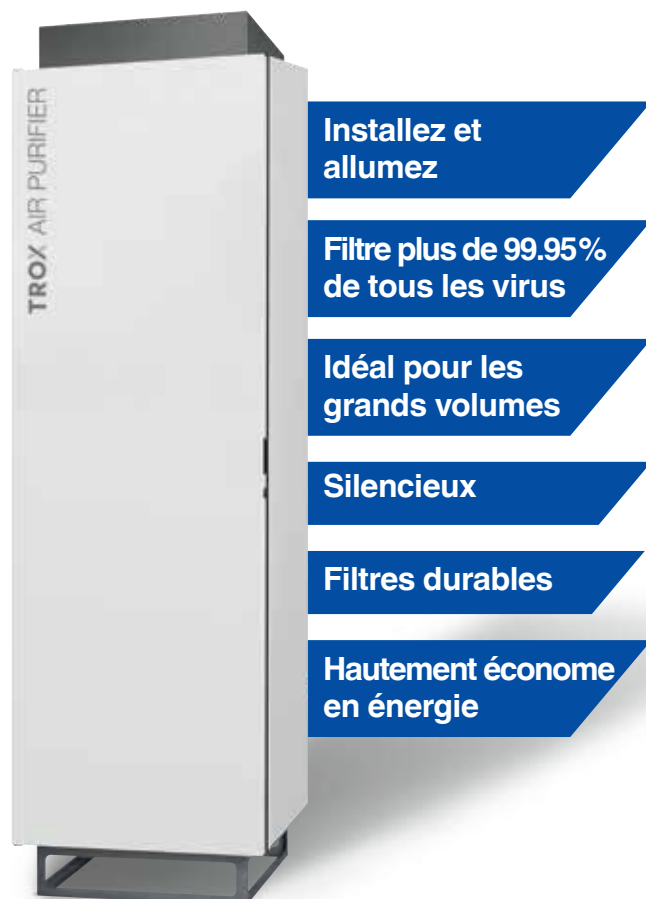 TROX AIR PURIFIER
Installez et
allumez
Filtre plus de 99.95%
de tous les virus
Idéal pour les
grands volumes
Silencieux
Filtres durables
Hautement économe
en énergie